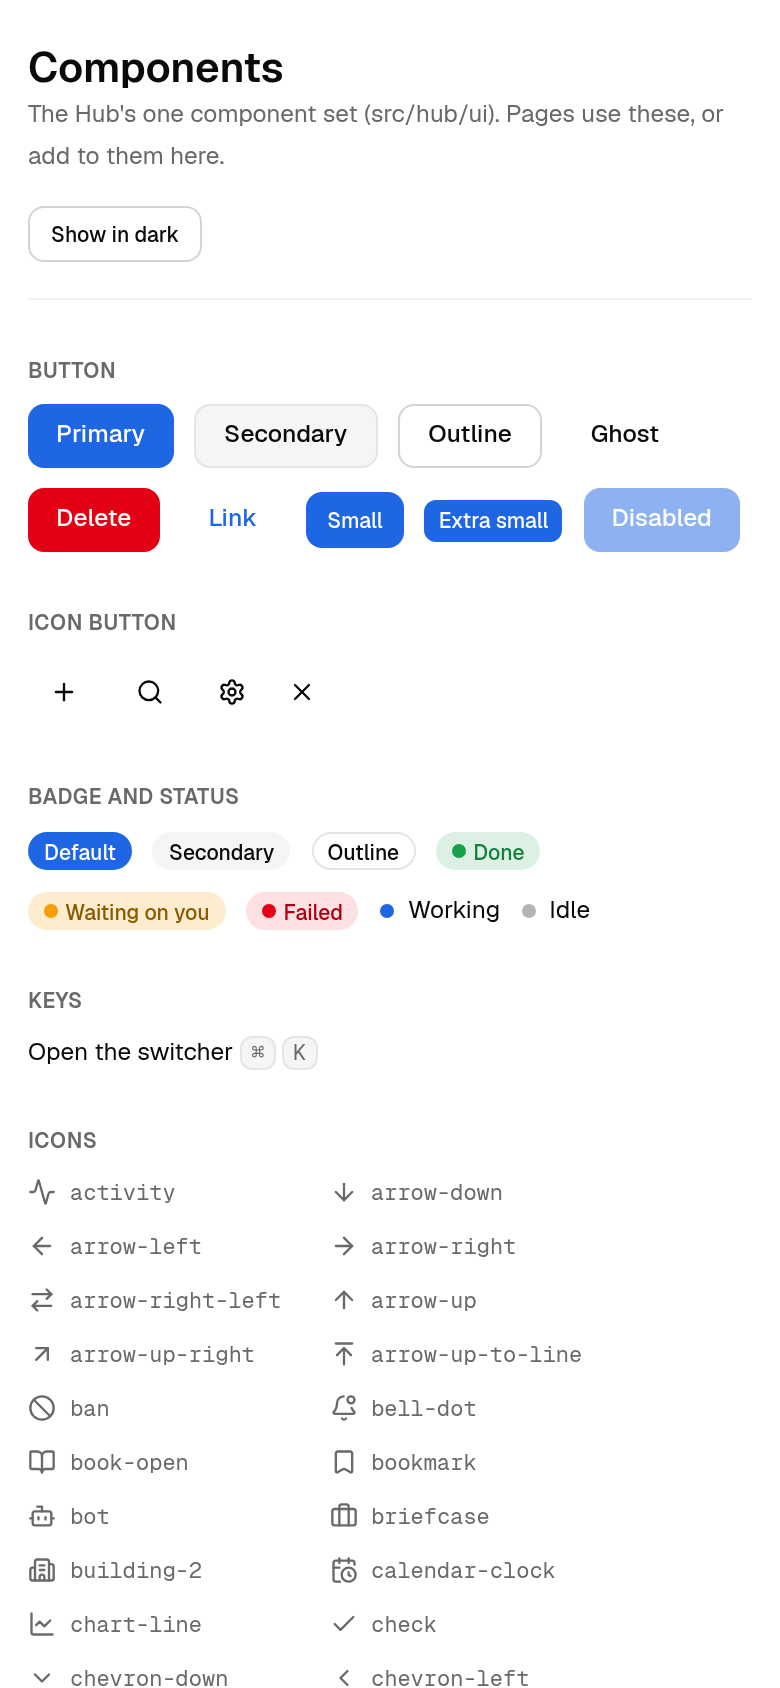 Components
The Hub's one component set (src/hub/ui). Pages use these, or
add to them here.
Show in dark
BUTTON
Primary Secondary Outline Ghost
Delete Link Small Extra small Disabled
ICON BUTTON
BADGE AND STATUS
Default Secondary Outline Done
Waiting on you Failed Working Idle
KEYS
Open the switcher ⌘ K
ICONS
activity arrow-down
arrow-left arrow-right
arrow-right-left arrow-up
arrow-up-right arrow-up-to-line
ban bell-dot
book-open bookmark
bot briefcase
building-2 calendar-clock
chart-line check
chevron-down chevron-left